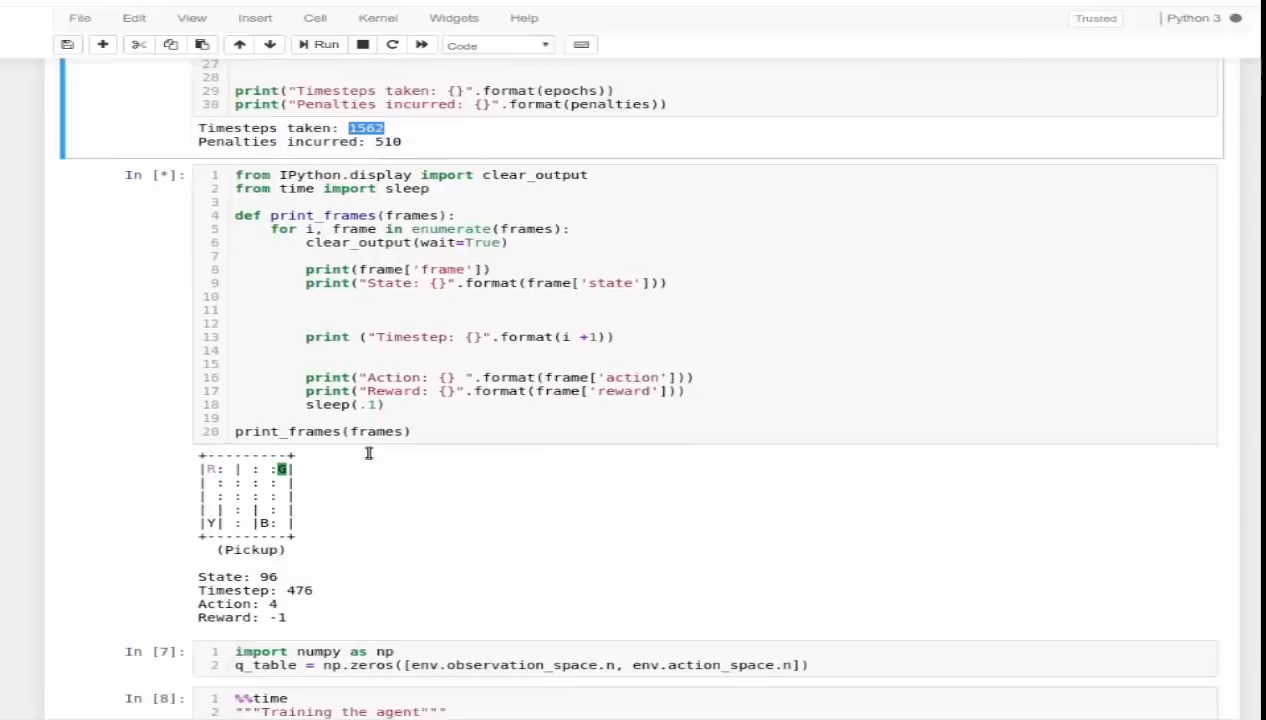 File Edit View Insert Cell Kernel Widgets Help Trusted Python 3
Run Code
27
28
29 print("Timesteps taken: {}".format(epochs))
30 print("Penalties incurred: {}".format(penalties))
Timesteps taken: 1562
Penalties incurred: 510
In [*]: 1 from IPython.display import clear_output
2 from time import sleep
3
4 def print_frames(frames):
5 for i, frame in enumerate(frames):
6 clear_output(wait=True)
7
8 print(frame['frame'])
9 print("State: {}".format(frame['state']))
10
11
12
13 print ("Timestep: {}".format(i +1))
14
15
16 print("Action: {} ".format(frame['action']))
17 print("Reward: {}".format(frame['reward']))
18 sleep(.1)
19
20 print_frames(frames)
+---------+
|R: | : :G|
| : : : : |
| : : : : |
| | : | : |
|Y| : |B: |
+---------+
(Pickup)
State: 96
Timestep: 476
Action: 4
Reward: -1
In [7]: 1 import numpy as np
2 q_table = np.zeros([env.observation_space.n, env.action_space.n])
In [8]: 1 %%time
2 """Training the agent"""